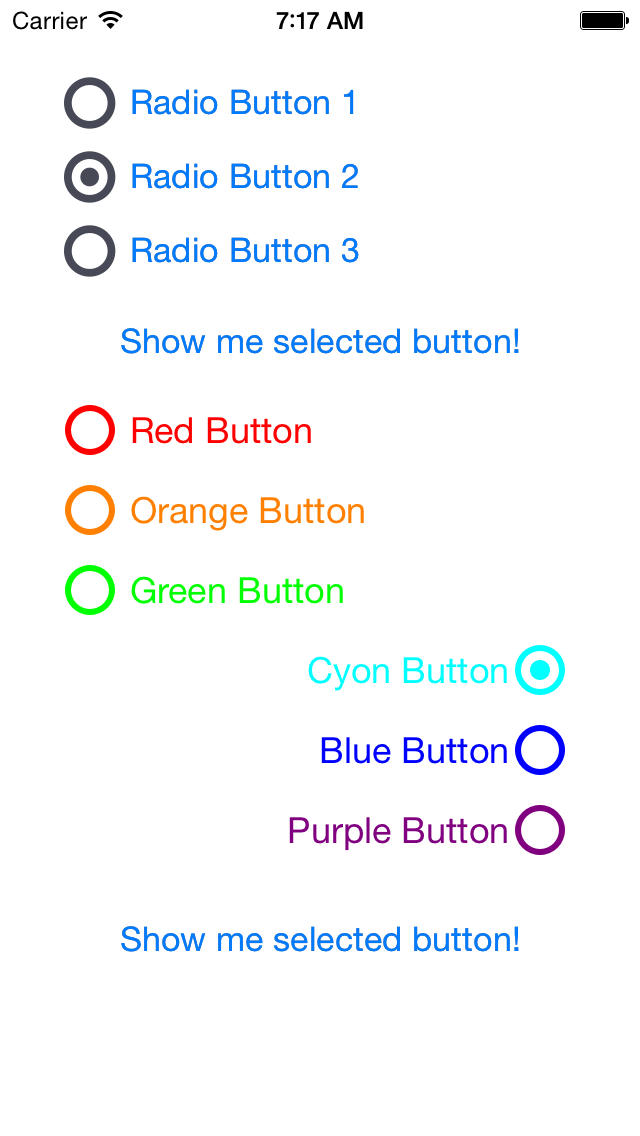 Carrier 7:17 AM
Radio Button 1
Radio Button 2
Radio Button 3
Show me selected button!
Red Button
Orange Button
Green Button
Cyon Button
Blue Button
Purple Button
Show me selected button!